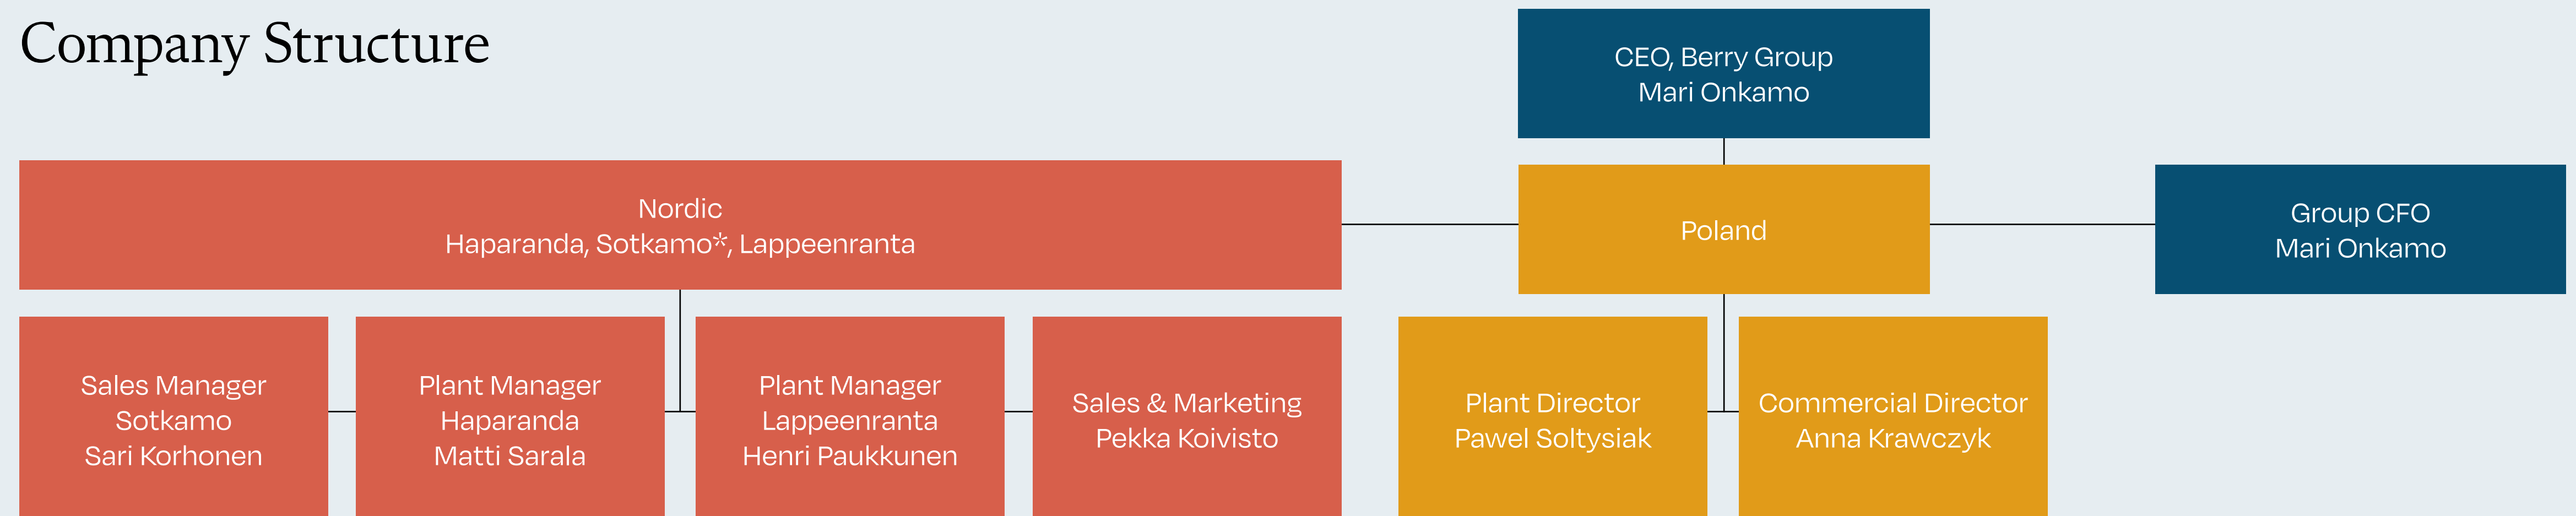 Company Structure
CEO, Berry Group
Mari Onkamo
Nordic
Haparanda, Sotkamo*, Lappeenranta
Poland
Group CFO
Mari Onkamo
Sales Manager
Sotkamo
Sari Korhonen
Plant Manager
Haparanda
Matti Sarala
Plant Manager
Lappeenranta
Henri Paukkunen
Sales & Marketing
Pekka Koivisto
Plant Director
Pawel Soltysiak
Commercial Director
Anna Krawczyk